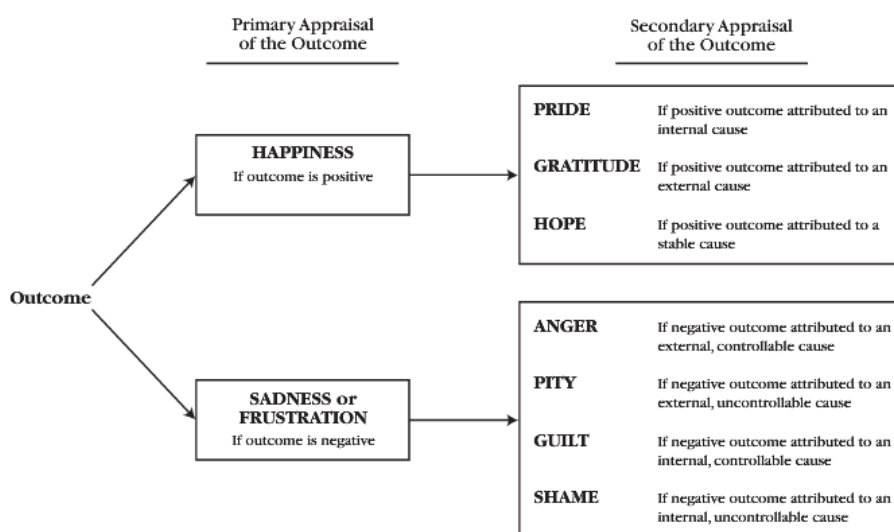 Primary Appraisal
of the Outcome
Secondary Appraisal
of the Outcome
HAPPINESS
If outcome is positive
PRIDE If positive outcome attributed to an
internal cause
GRATITUDE If positive outcome attributed to an
external cause
HOPE If positive outcome attributed to a
stable cause
Outcome
SADNESS or
FRUSTRATION
If outcome is negative
ANGER If negative outcome attributed to an
external, controllable cause
PITY If negative outcome attributed to an
external, uncontrollable cause
GUILT If negative outcome attributed to an
internal, controllable cause
SHAME If negative outcome attributed to an
internal, uncontrollable cause